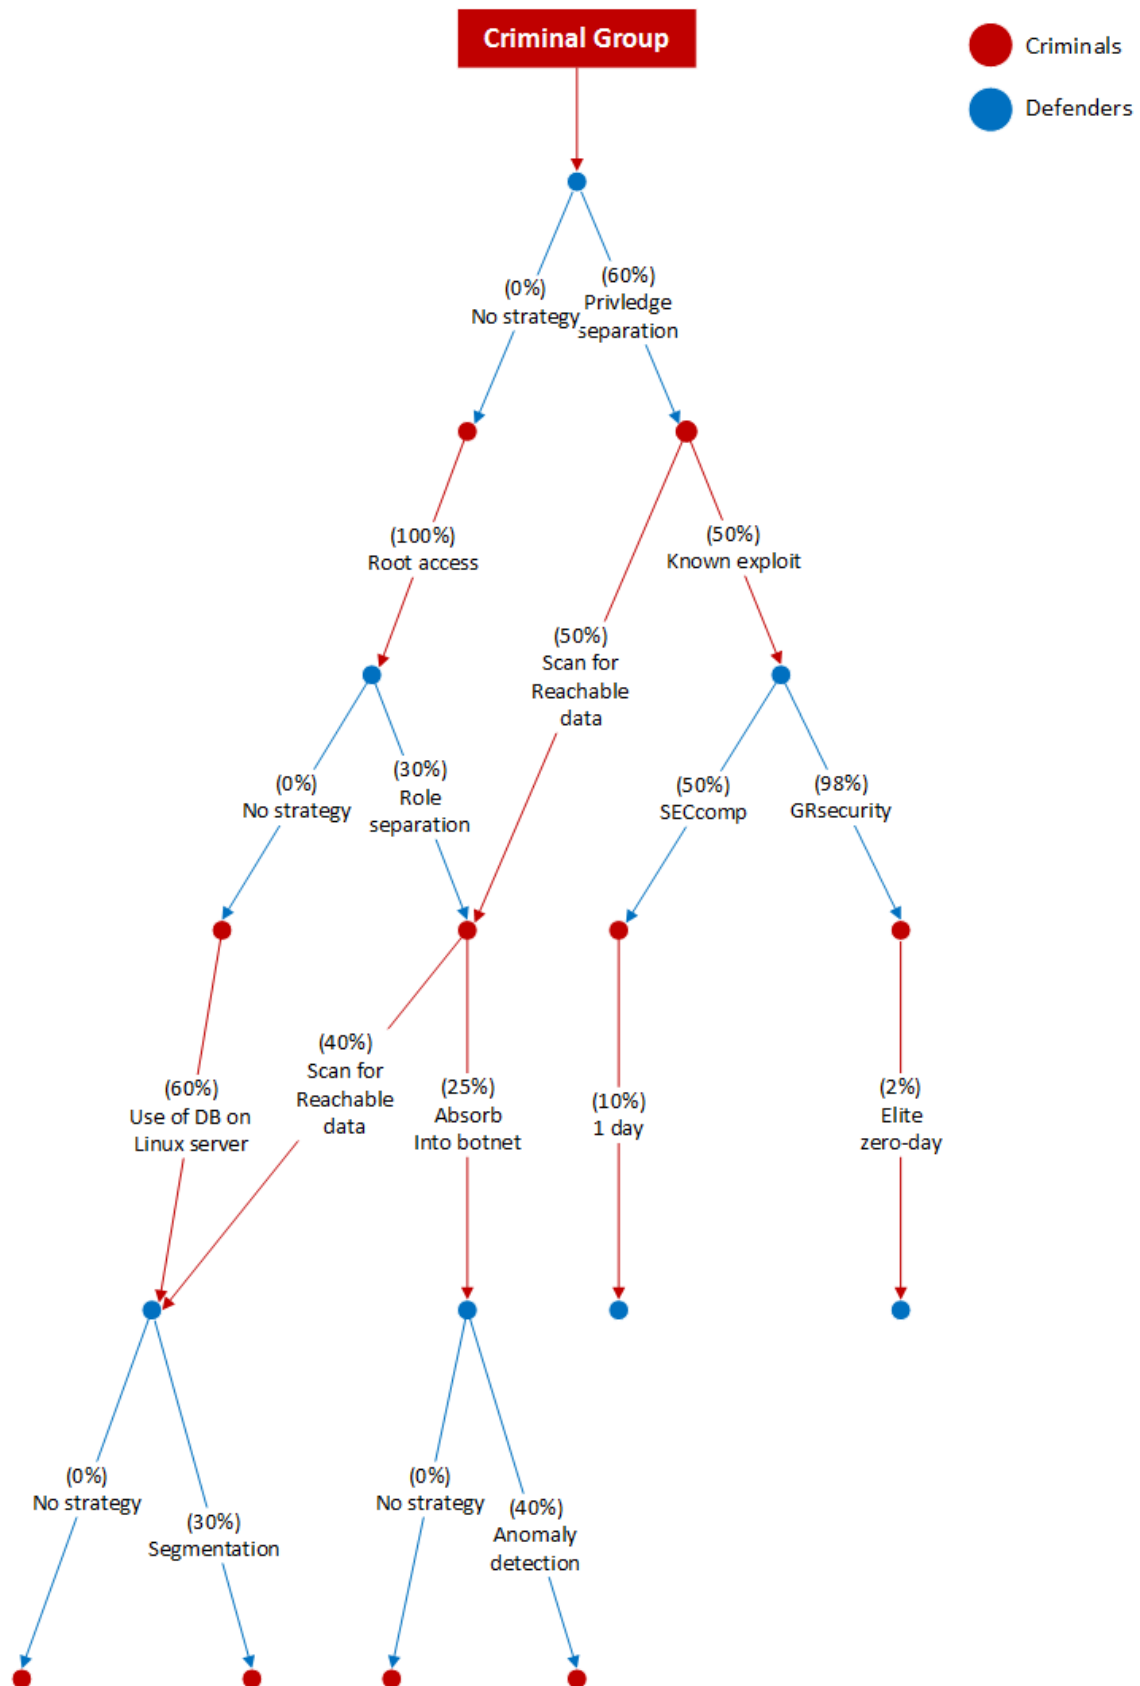 Criminal Group
Criminals
Defenders
(0%)
No strategy
(60%)
Privledge
separation
(100%)
Root access
(50%)
Known exploit
(50%)
Scan for
Reachable
data
(0%)
No strategy
(30%)
Role
separation
(50%)
SECcomp
(98%)
GRsecurity
(60%)
Use of DB on
Linux server
(40%)
Scan for
Reachable
data
(25%)
Absorb
Into botnet
(10%)
1 day
(2%)
Elite
zero-day
(0%)
No strategy
(30%)
Segmentation
(0%)
No strategy
(40%)
Anomaly
detection